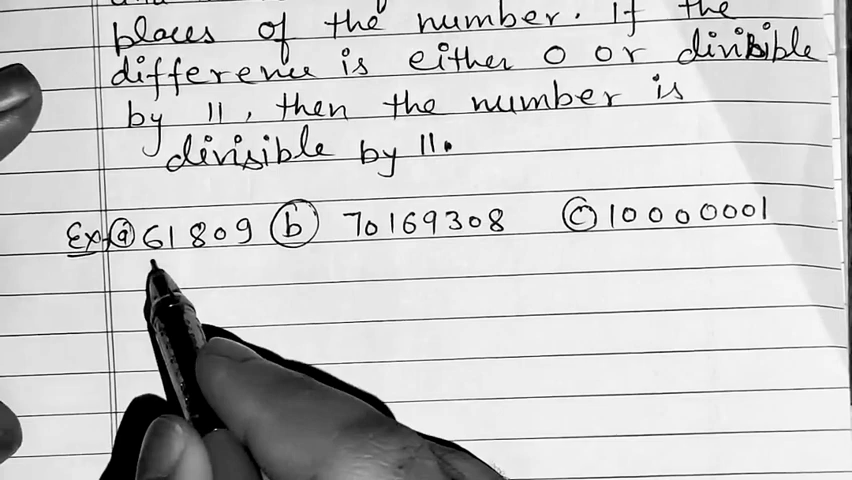 places of the number. If the
difference is either 0 or divisible
by 11, then the number is
divisible by 11.
Ex. (a) 61809 (b) 70169308 (c) 10000001